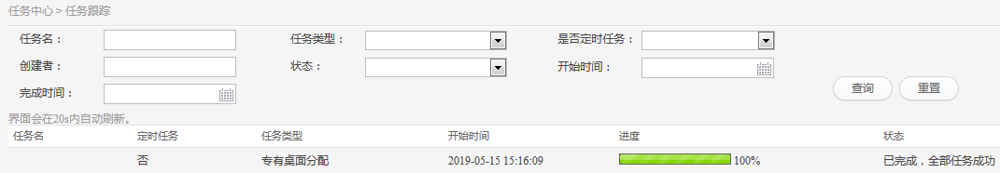 任务中心 > 任务跟踪
任务名： 任务类型： 是否定时任务：
创建者： 状态： 开始时间：
完成时间： 查询 重置
界面会在20s内自动刷新。
任务名 定时任务 任务类型 开始时间 进度 状态
否 专有桌面分配 2019-05-15 15:16:09 100% 已完成，全部任务成功